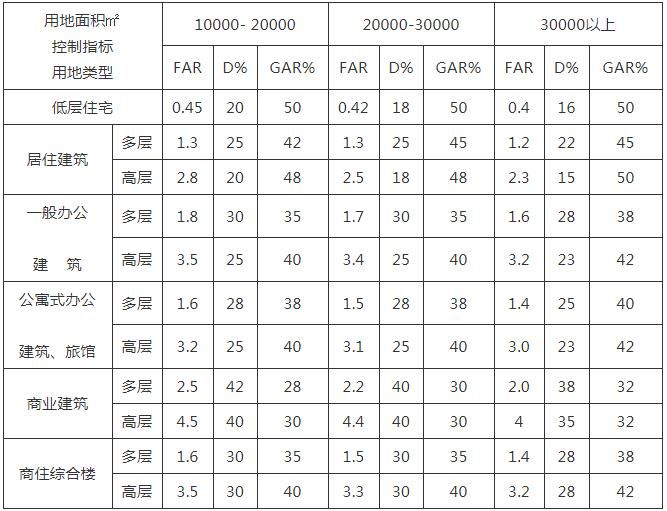 用地面积㎡ 10000- 20000 20000-30000 30000以上
控制指标
用地类型 FAR D% GAR% FAR D% GAR% FAR D% GAR%
低层住宅 0.45 20 50 0.42 18 50 0.4 16 50
居住建筑 多层 1.3 25 42 1.3 25 45 1.2 22 45
高层 2.8 20 48 2.5 18 48 2.3 15 50
一般办公 多层 1.8 30 35 1.7 30 35 1.6 28 38
建 筑 高层 3.5 25 40 3.4 25 40 3.2 23 42
公寓式办公 多层 1.6 28 38 1.5 28 38 1.4 25 40
建筑、旅馆 高层 3.2 25 40 3.1 25 40 3.0 23 42
商业建筑 多层 2.5 42 28 2.2 40 30 2.0 38 32
高层 4.5 40 30 4.4 40 30 4 35 32
商住综合楼 多层 1.6 30 35 1.5 30 35 1.4 28 38
高层 3.5 30 40 3.3 30 40 3.2 28 42